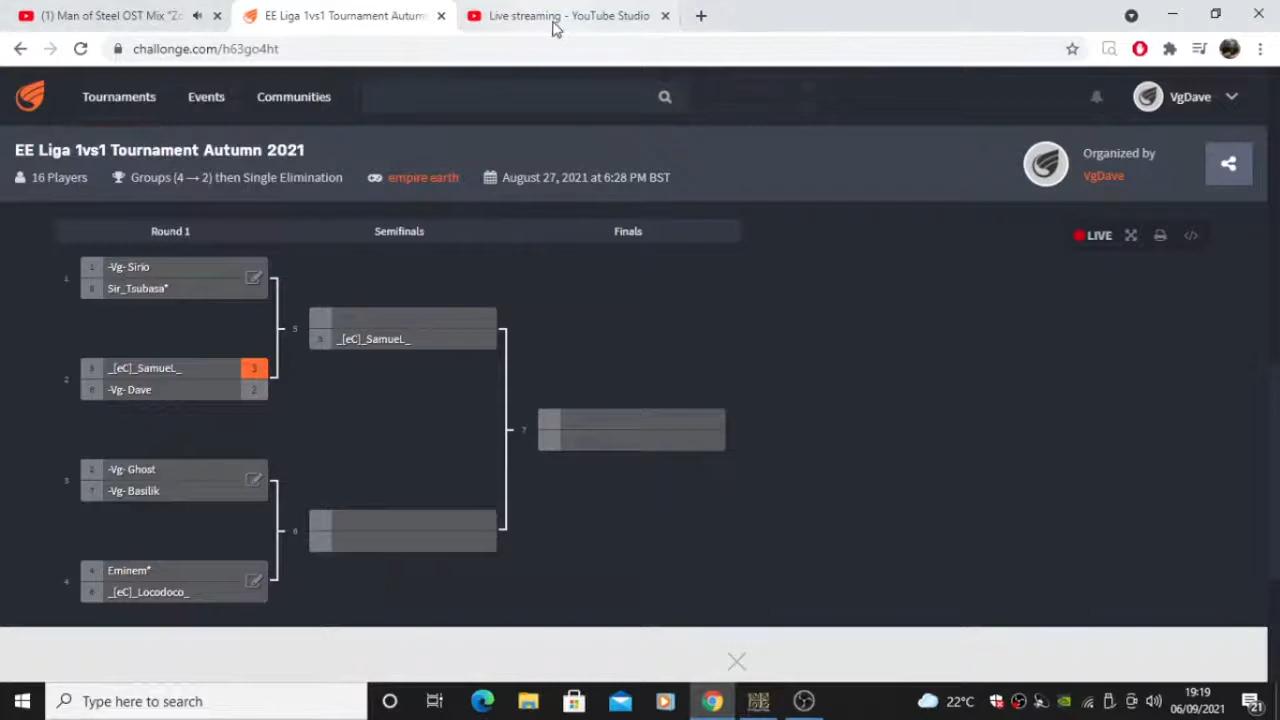 (1) Man of Steel OST Mix "Zo
EE Liga 1vs1 Tournament Autum
Live streaming - YouTube Studio
challonge.com/h63go4ht
Tournaments
Events
Communities
VgDave
EE Liga 1vs1 Tournament Autumn 2021
16 Players
Groups (4 → 2) then Single Elimination
empire earth
August 27, 2021 at 6:28 PM BST
Organized by
VgDave
Round 1
Semifinals
Finals
LIVE
1
1 -Vg- Sirio
8 Sir_Tsubasa*
5
3 _[eC]_SamueL_
2
3 _[eC]_SamueL_ 3
6 -Vg- Dave 2
7
3
2 -Vg- Ghost
7 -Vg- Basilik
6
4
4 Eminem*
_[eC]_Locodoco_
Type here to search
22°C
19:19
06/09/2021
21